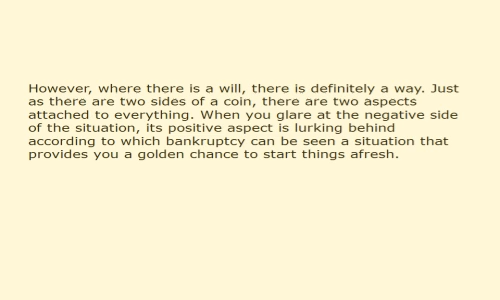 However, where there is a will, there is definitely a way. Just
as there are two sides of a coin, there are two aspects
attached to everything. When you glare at the negative side
of the situation, its positive aspect is lurking behind
according to which bankruptcy can be seen a situation that
provides you a golden chance to start things afresh.